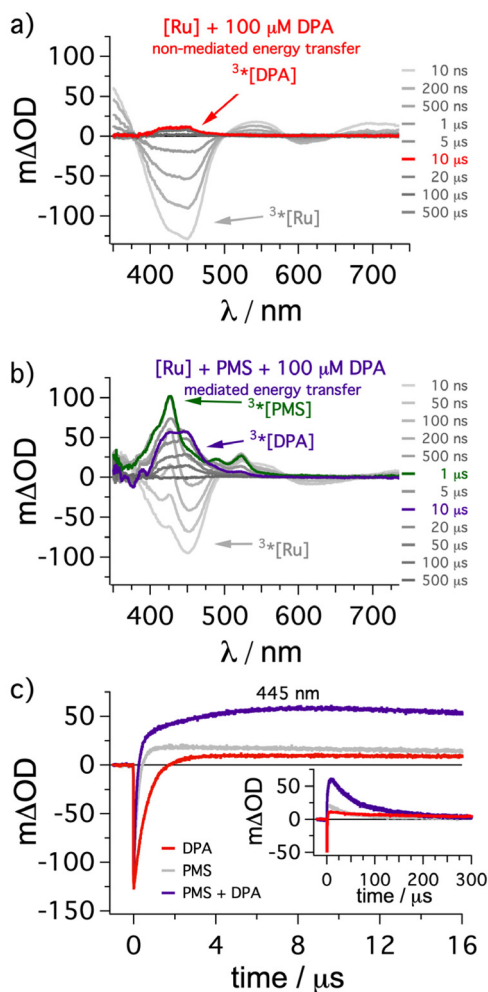 a)
[Ru] + 100 μM DPA
non-mediated energy transfer
³*[DPA]
³*[Ru]
mΔOD
100
50
0
-50
-100
10 ns
200 ns
500 ns
1 μs
5 μs
10 μs
20 μs
100 μs
500 μs
400 500 600 700
λ / nm
b)
[Ru] + PMS + 100 μM DPA
mediated energy transfer
³*[PMS]
³*[DPA]
³*[Ru]
mΔOD
100
50
0
-50
-100
10 ns
50 ns
100 ns
200 ns
500 ns
1 μs
5 μs
10 μs
20 μs
50 μs
100 μs
500 μs
400 500 600 700
λ / nm
c)
445 nm
mΔOD
50
0
-50
-100
-150
DPA
PMS
PMS + DPA
mΔOD
50
0
-50
0 100 200 300
time / μs
0 4 8 12 16
time / μs